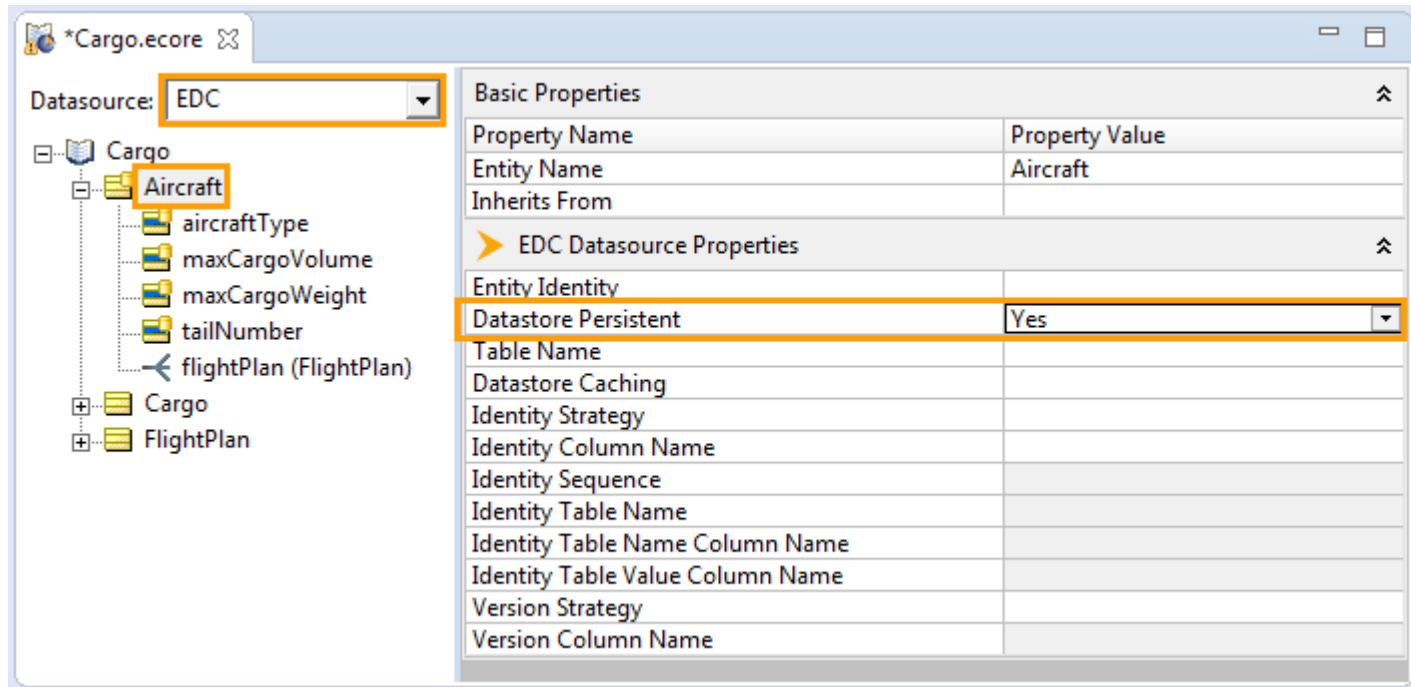 *Cargo.ecore
Datasource: EDC
Cargo
Aircraft
aircraftType
maxCargoVolume
maxCargoWeight
tailNumber
flightPlan (FlightPlan)
Cargo
FlightPlan
Basic Properties
Property Name Property Value
Entity Name Aircraft
Inherits From
EDC Datasource Properties
Entity Identity
Datastore Persistent Yes
Table Name
Datastore Caching
Identity Strategy
Identity Column Name
Identity Sequence
Identity Table Name
Identity Table Name Column Name
Identity Table Value Column Name
Version Strategy
Version Column Name